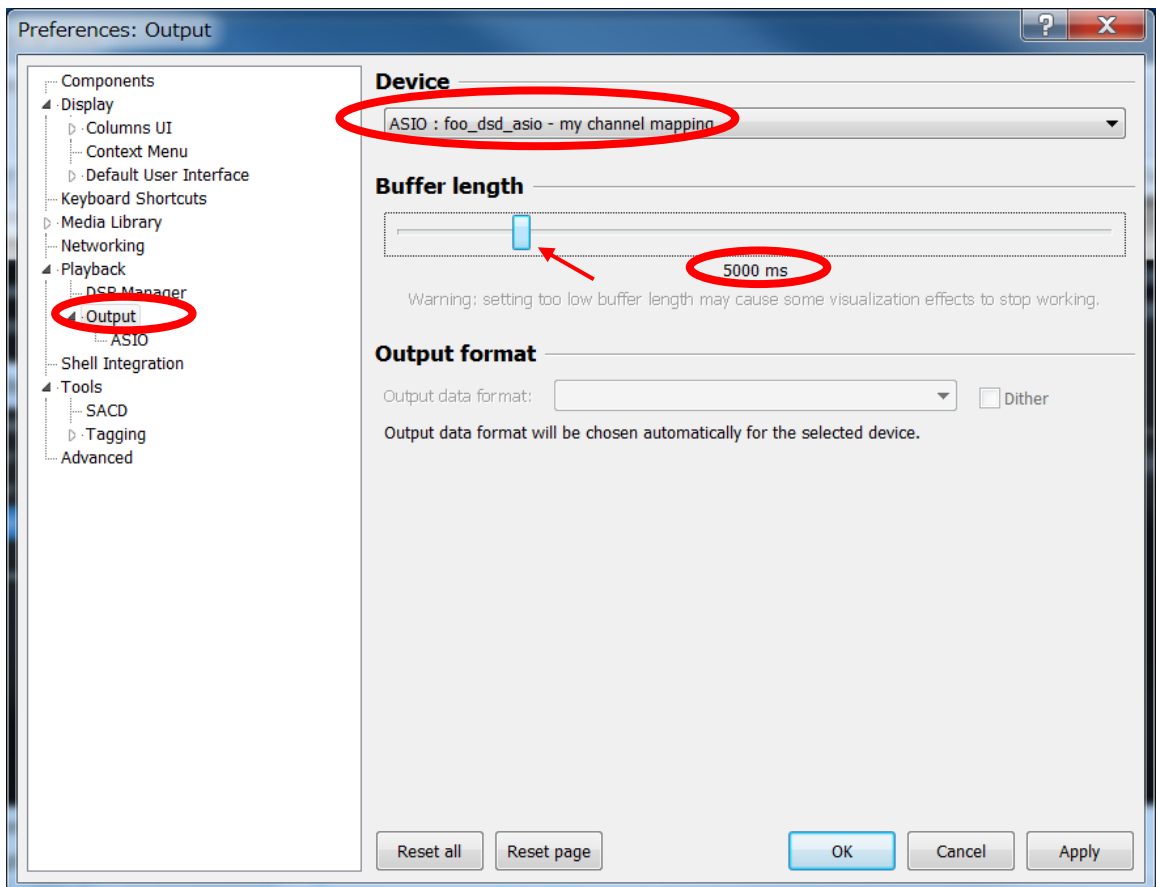 Preferences: Output
?
X
Components
Display
Columns UI
Context Menu
Default User Interface
Keyboard Shortcuts
Media Library
Networking
Playback
DSP Manager
Output
ASIO
Shell Integration
Tools
SACD
Tagging
Advanced
Device
ASIO : foo_dsd_asio - my channel mapping
Buffer length
5000 ms
Warning: setting too low buffer length may cause some visualization effects to stop working.
Output format
Output data format:
Dither
Output data format will be chosen automatically for the selected device.
Reset all
Reset page
OK
Cancel
Apply